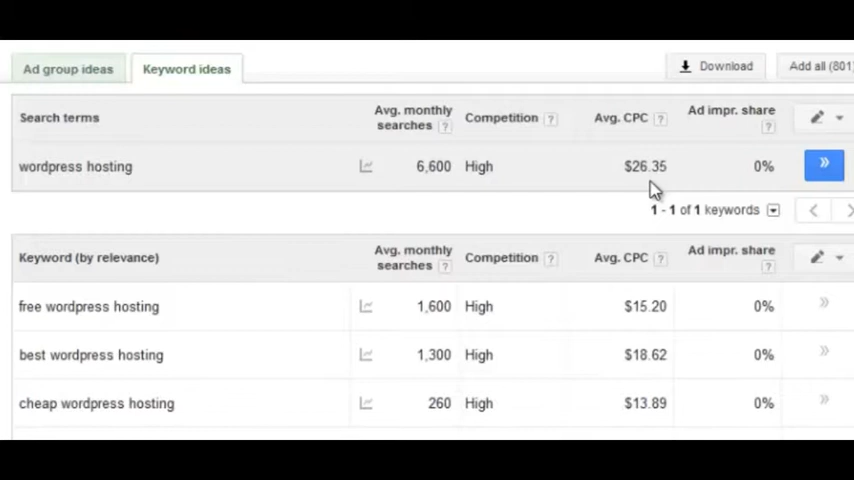 Ad group ideas Keyword ideas Download Add all (801)
Search terms Avg. monthly searches ? Competition ? Avg. CPC ? Ad impr. share ?
wordpress hosting 6,600 High $26.35 0% »
1 - 1 of 1 keywords
Keyword (by relevance) Avg. monthly searches ? Competition ? Avg. CPC ? Ad impr. share ?
free wordpress hosting 1,600 High $15.20 0% »
best wordpress hosting 1,300 High $18.62 0% »
cheap wordpress hosting 260 High $13.89 0% »